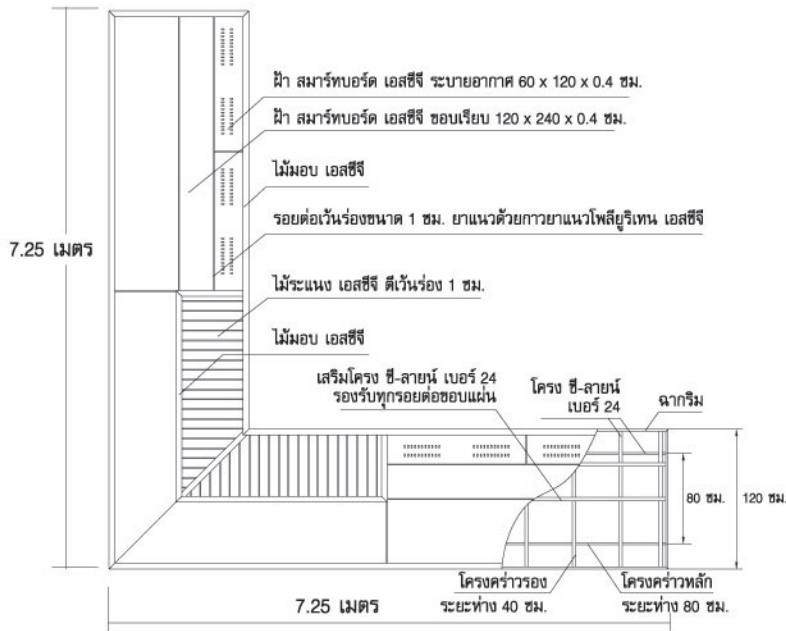 ฝ้า สมาร์ทบอร์ด เอสซีจี ระบายอากาศ 60 x 120 x 0.4 ซม.
ฝ้า สมาร์ทบอร์ด เอสซีจี ขอบเรียบ 120 x 240 x 0.4 ซม.
ไม้มอบ เอสซีจี
รอยต่อเว้นร่องขนาด 1 ซม. ยาแนวด้วยกาวยาแนวโพลียูริเทน เอสซีจี
7.25 เมตร
ไม้ระแนง เอสซีจี ตีเว้นร่อง 1 ซม.
ไม้มอบ เอสซีจี
เสริมโครง ซี-ลายน์ เบอร์ 24
รองรับทุกรอยต่อขอบแผ่น
โครง ซี-ลายน์
เบอร์ 24
ฉากริม
80 ซม.
120 ซม.
โครงคร่าวรอง
ระยะห่าง 40 ซม.
โครงคร่าวหลัก
ระยะห่าง 80 ซม.
7.25 เมตร